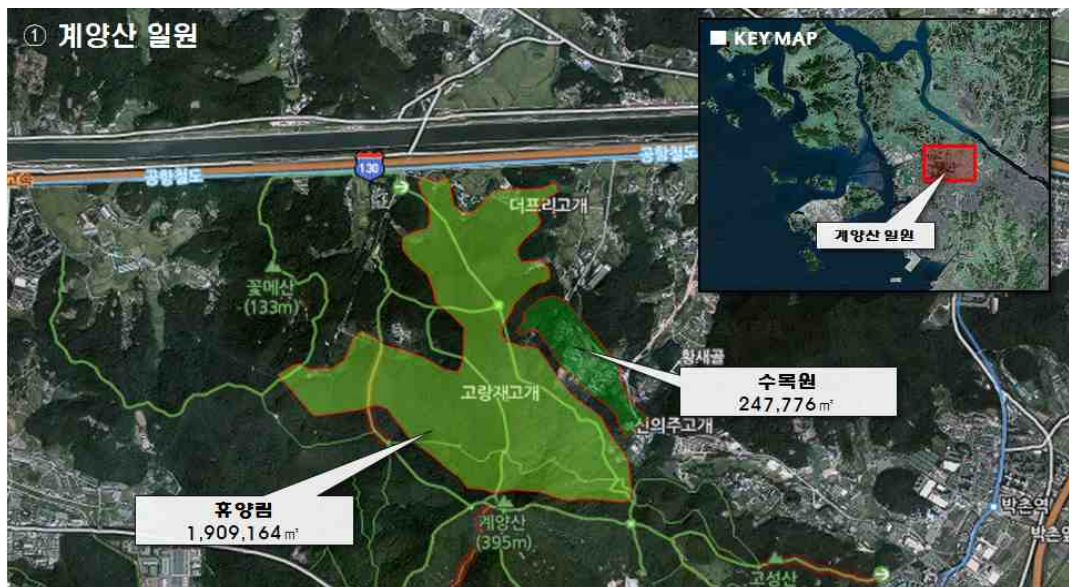 ① 계양산 일원
■ KEY MAP
계양산 일원
130
공항철도
공항철도
더프리고개
꽃메산
(133m)
황새골
수목원
247,776㎡
고랑재고개
신의주고개
휴양림
1,909,164㎡
계양산
(395m)
박촌역
박촌
고성산